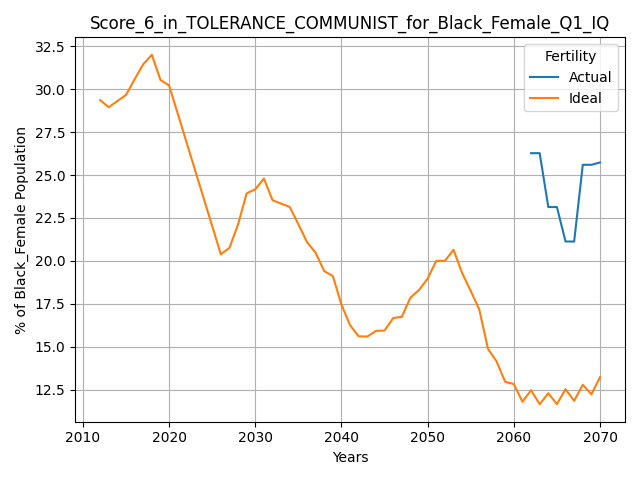 Score_6_in_TOLERANCE_COMMUNIST_for_Black_Female_Q1_IQ
Fertility
Actual
Ideal
% of Black_Female Population
32.5
30.0
27.5
25.0
22.5
20.0
17.5
15.0
12.5
2010 2020 2030 2040 2050 2060 2070
Years